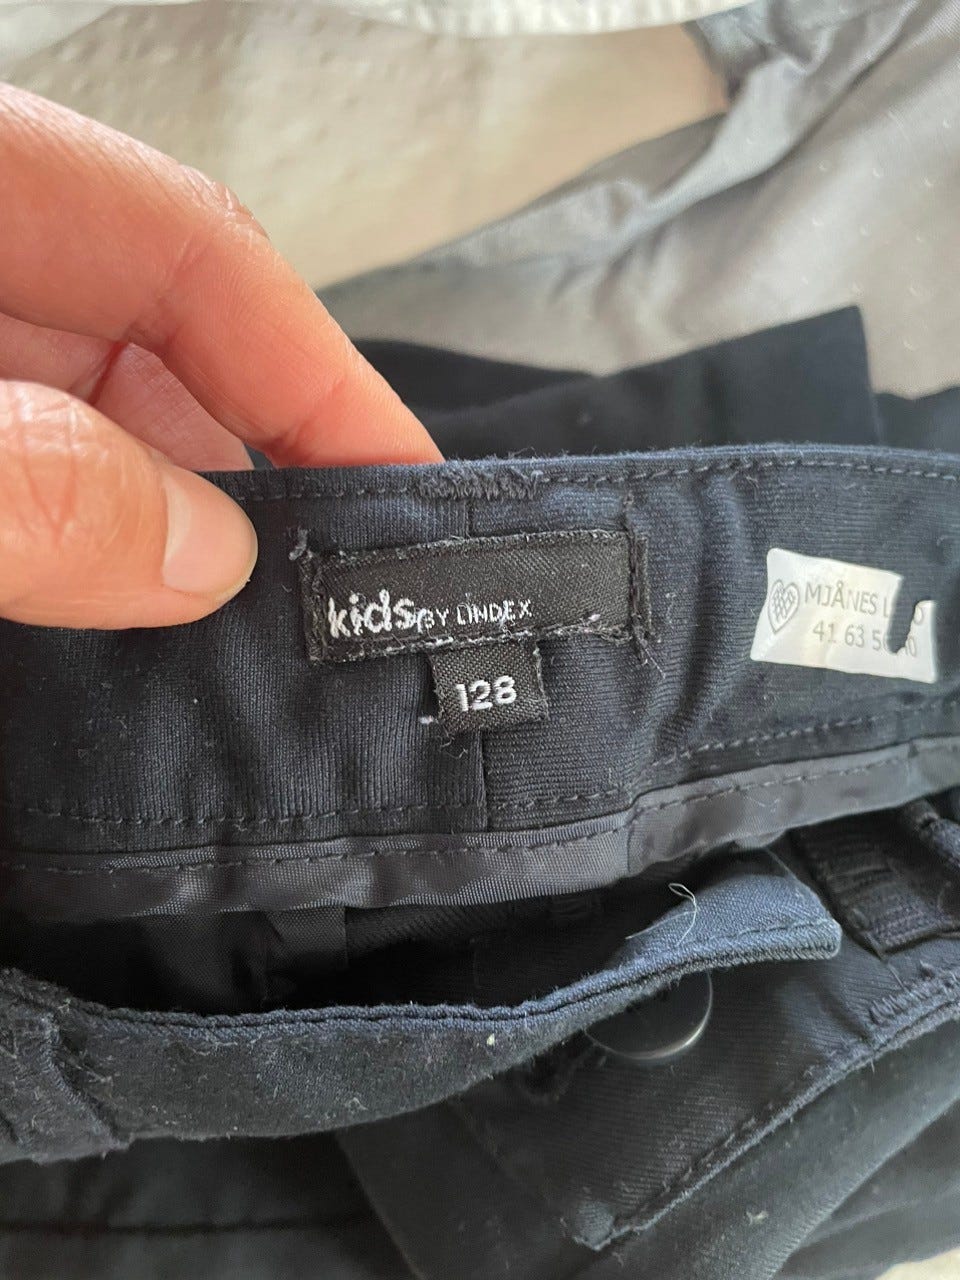 kids BY LINDEX
128
MJÅNES
41 63